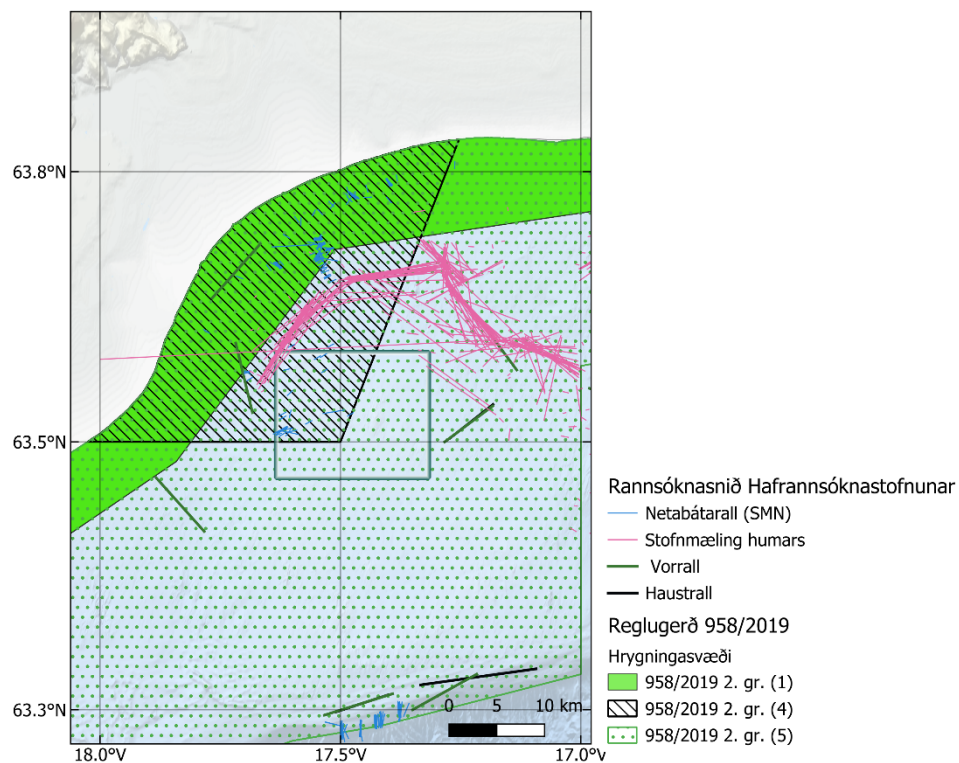 63.8°N
63.5°N
63.3°N
18.0°V
17.5°V
17.0°V
0 5 10 km
Rannsóknasnið Hafrannsóknastofnunar
Netabátarall (SMN)
Stofnmæling humars
Vorrall
Haustrall
Reglugerð 958/2019
Hrygningasvæði
958/2019 2. gr. (1)
958/2019 2. gr. (4)
958/2019 2. gr. (5)